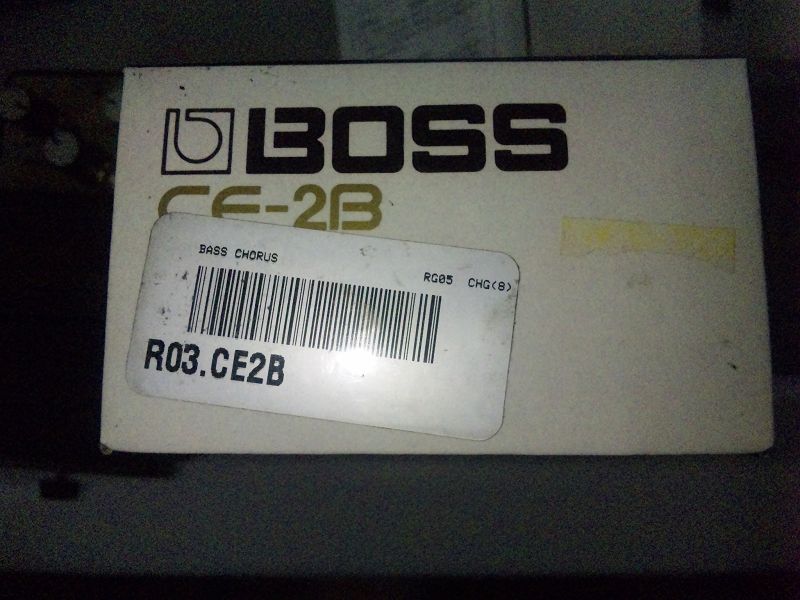 BOSS
CE-2B
BASS CHORUS
RG05 CHG(8)
R03.CE2B